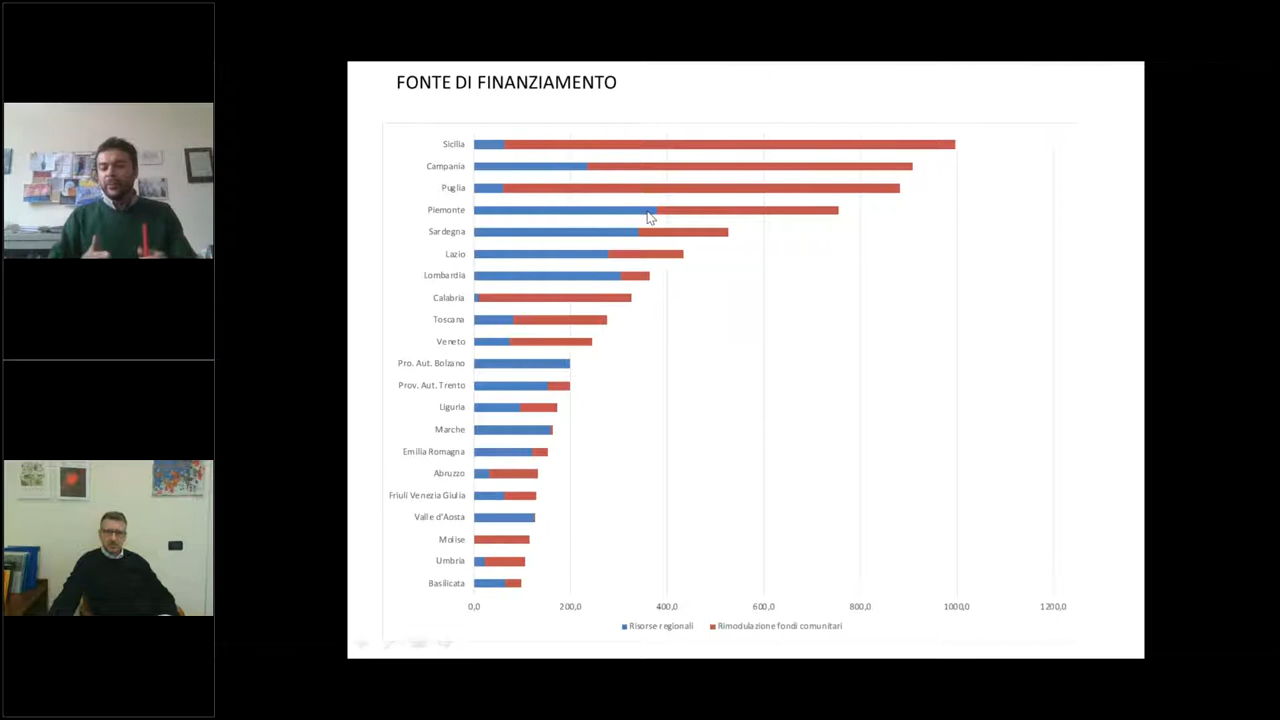 FONTE DI FINANZIAMENTO
Sicilia
Campania
Puglia
Piemonte
Sardegna
Lazio
Lombardia
Calabria
Toscana
Veneto
Pro. Aut. Bolzano
Prov. Aut. Trento
Liguria
Marche
Emilia Romagna
Abruzzo
Friuli Venezia Giulia
Valle d'Aosta
Molise
Umbria
Basilicata
0,0 200,0 400,0 600,0 800,0 1000,0 1200,0
Risorse regionali Rimodulazione fondi comunitari